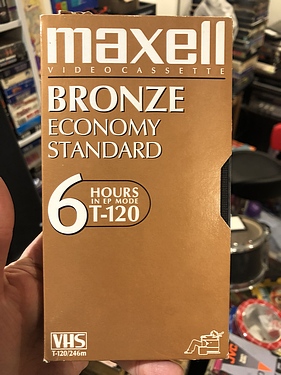 maxell
VIDEOCASSETTE
BRONZE
ECONOMY
STANDARD
6 HOURS
IN EP MODE
T-120
VHS
T-120/246m